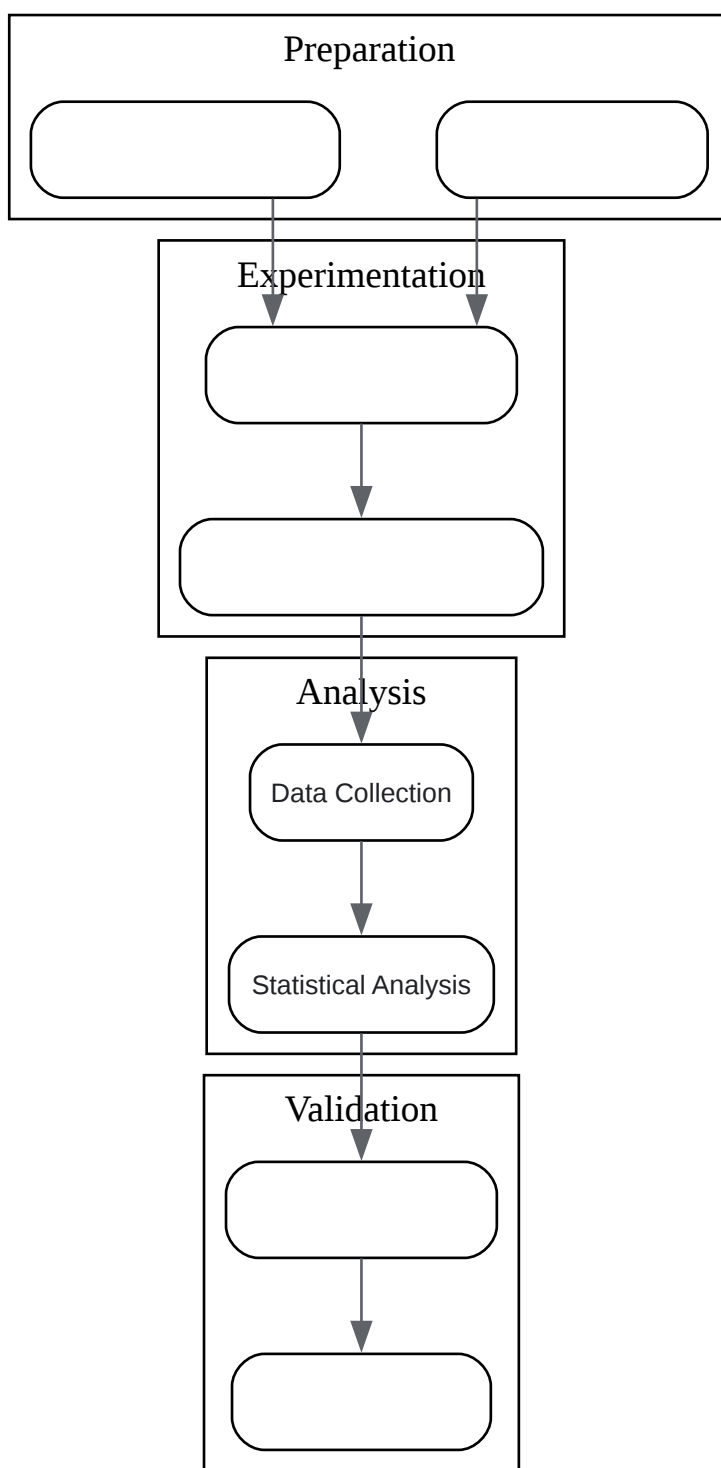 Preparation
Experimentation
Analysis
Data Collection
Statistical Analysis
Validation